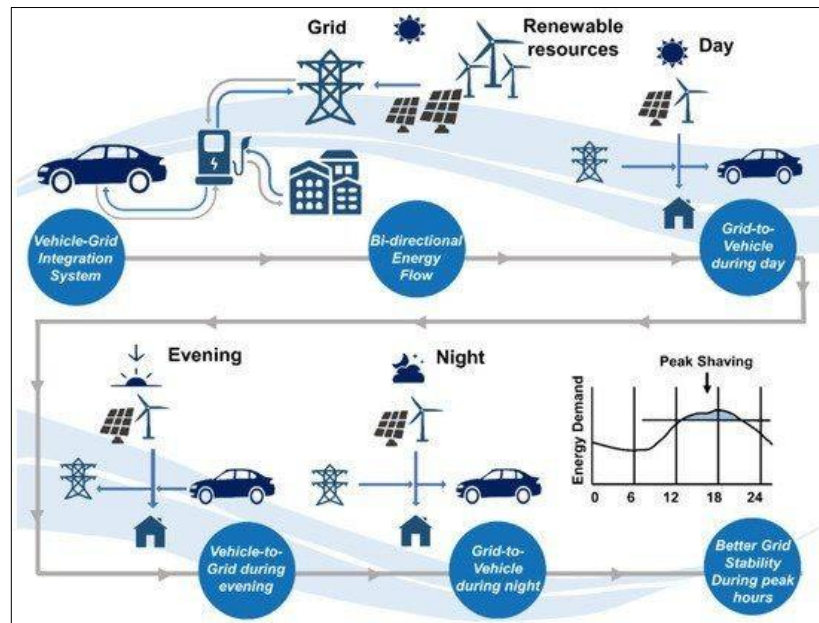 Grid
Renewable
resources
Day
Vehicle-Grid
Integration
System
Bi-directional
Energy
Flow
Grid-to-
Vehicle
during day
Evening
Night
Peak Shaving
Energy Demand
0 6 12 18 24
Vehicle-to-
Grid during
evening
Grid-to-
Vehicle
during night
Better Grid
Stability
During peak
hours